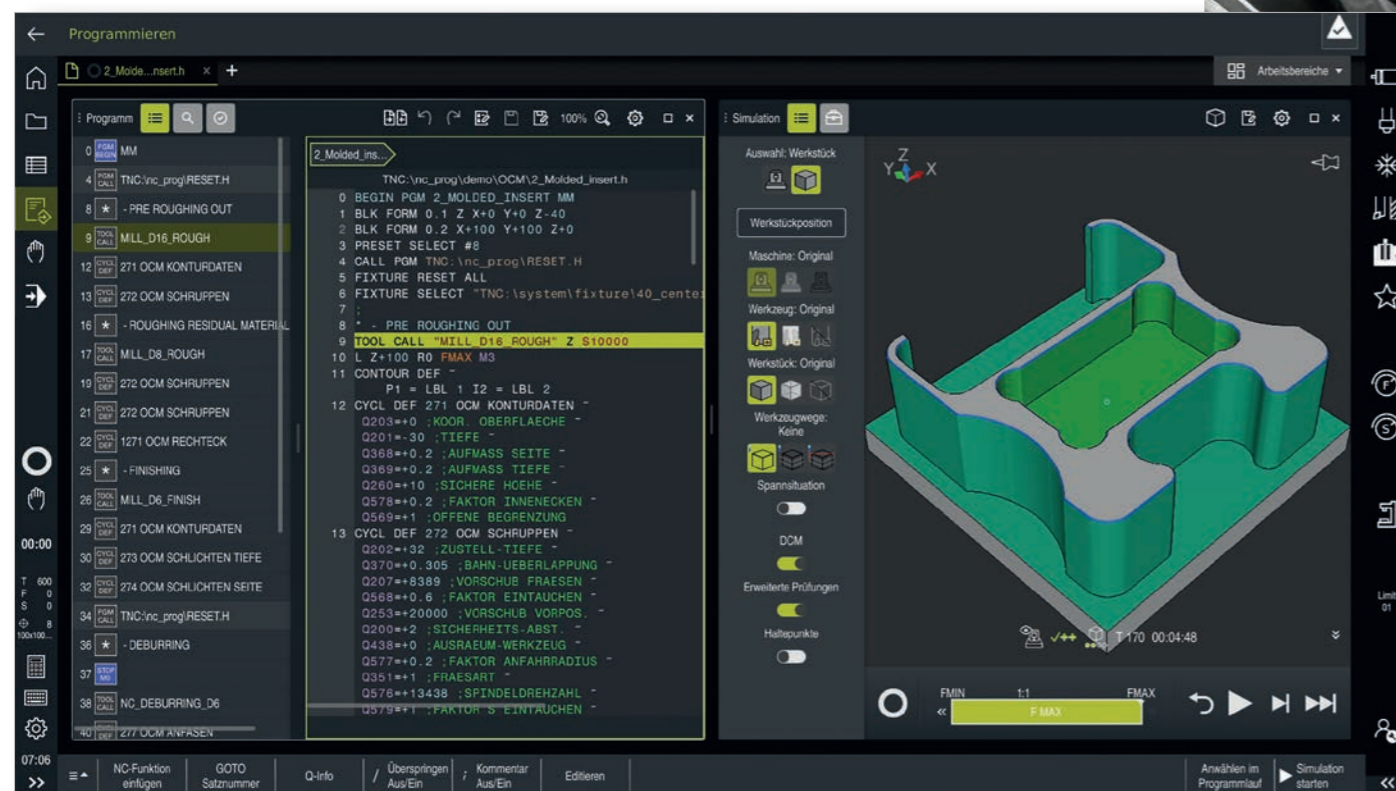 Programmieren
2_Molde...nsert.h
Arbeitsbereiche
Programm
100%
0 PGM BEGIN MM
4 PGM CALL TNC:\nc_prog\RESET.H
8 * - PRE ROUGHING OUT
9 TOOL CALL MILL_D16_ROUGH
12 CYCL DEF 271 OCM KONTURDATEN
13 CYCL DEF 272 OCM SCHRUPPEN
16 * - ROUGHING RESIDUAL MATERIAL
17 TOOL CALL MILL_D8_ROUGH
19 CYCL DEF 272 OCM SCHRUPPEN
21 CYCL DEF 272 OCM SCHRUPPEN
22 CYCL DEF 1271 OCM RECHTECK
25 * - FINISHING
26 TOOL CALL MILL_D6_FINISH
29 CYCL DEF 271 OCM KONTURDATEN
30 CYCL DEF 273 OCM SCHLICHTEN TIEFE
32 CYCL DEF 274 OCM SCHLICHTEN SEITE
34 PGM CALL TNC:\nc_prog\RESET.H
36 * - DEBURRING
37 STOP M0
38 TOOL CALL NC_DEBURRING_D6
40 DEF 277 OCM ANFASEN
2_Molded_ins...
TNC:\nc_prog\demo\OCM\2_Molded_insert.h
0 BEGIN PGM 2_MOLDED_INSERT MM
1 BLK FORM 0.1 Z X+0 Y+0 Z-40
2 BLK FORM 0.2 X+100 Y+100 Z+0
3 PRESET SELECT #8
4 CALL PGM TNC:\nc_prog\RESET.H
5 FIXTURE RESET ALL
6 FIXTURE SELECT "TNC:\system\fixture\40_cente
7 ;
8 * - PRE ROUGHING OUT
9 TOOL CALL "MILL_D16_ROUGH" Z S10000
10 L Z+100 R0 FMAX M3
11 CONTOUR DEF ~
P1 = LBL 1 I2 = LBL 2
12 CYCL DEF 271 OCM KONTURDATEN ~
Q203=+0 ;KOOR. OBERFLAECHE ~
Q201=-30 ;TIEFE ~
Q368=+0.2 ;AUFMASS SEITE ~
Q369=+0.2 ;AUFMASS TIEFE ~
Q260=+10 ;SICHERE HOEHE ~
Q578=+0.2 ;FAKTOR INNENECKEN ~
Q569=+1 ;OFFENE BEGRENZUNG
13 CYCL DEF 272 OCM SCHRUPPEN ~
Q202=+32 ;ZUSTELL-TIEFE ~
Q370=+0.305 ;BAHN-UEBERLAPPUNG ~
Q207=+8389 ;VORSCHUB FRAESEN ~
Q568=+0.6 ;FAKTOR EINTAUCHEN ~
Q253=+20000 ;VORSCHUB VORPOS. ~
Q200=+2 ;SICHERHEITS-ABST. ~
Q438=+0 ;AUSRAEUM-WERKZEUG ~
Q577=+0.2 ;FAKTOR ANFAHRRADIUS ~
Q351=+1 ;FRAESART ~
Q576=+13438 ;SPINDELDREHZAHL ~
Q579=+1 ;FAKTOR S EINTAUCHEN ~
Simulation
Auswahl: Werkstück
Werkstückposition
Maschine: Original
Werkzeug: Original
Werkstück: Original
Werkzeugwege:
Keine
Spannsituation
DCM
Erweiterte Prüfungen
Haltepunkte
Z
Y X
T 170 00:04:48
FMIN 1:1 FMAX
F MAX
F
S
Limit
01
00:00
T 600
F 0
S 0
8
100x100...
07:06
NC-Funktion
einfügen
GOTO
Satznummer
Q-Info
/ Überspringen
Aus/Ein
; Kommentar
Aus/Ein
Editieren
Anwählen im
Programmlauf
Simulation
starten